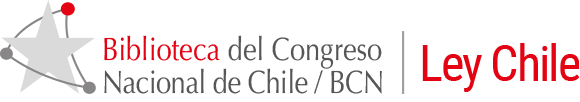 Biblioteca del Congreso
Nacional de Chile / BCN
Ley Chile